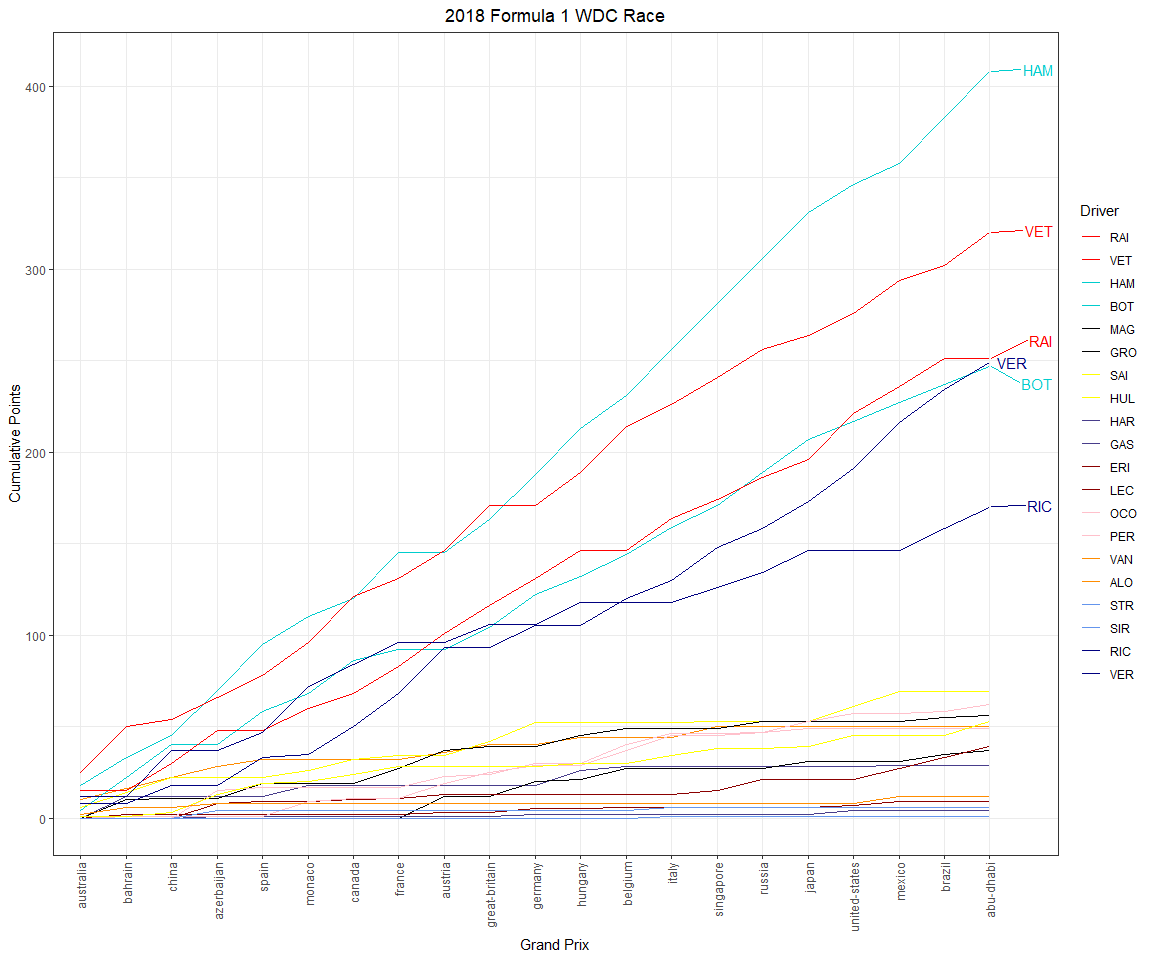 2018 Formula 1 WDC Race
400
300
200
100
0
Cumulative Points
HAM
VET
RAI
VER
BOT
RIC
australia
bahrain
china
azerbaijan
spain
monaco
canada
france
austria
great-britain
germany
hungary
belgium
italy
singapore
russia
japan
united-states
mexico
brazil
abu-dhabi
Grand Prix
Driver
RAI
VET
HAM
BOT
MAG
GRO
SAI
HUL
HAR
GAS
ERI
LEC
OCO
PER
VAN
ALO
STR
SIR
RIC
VER